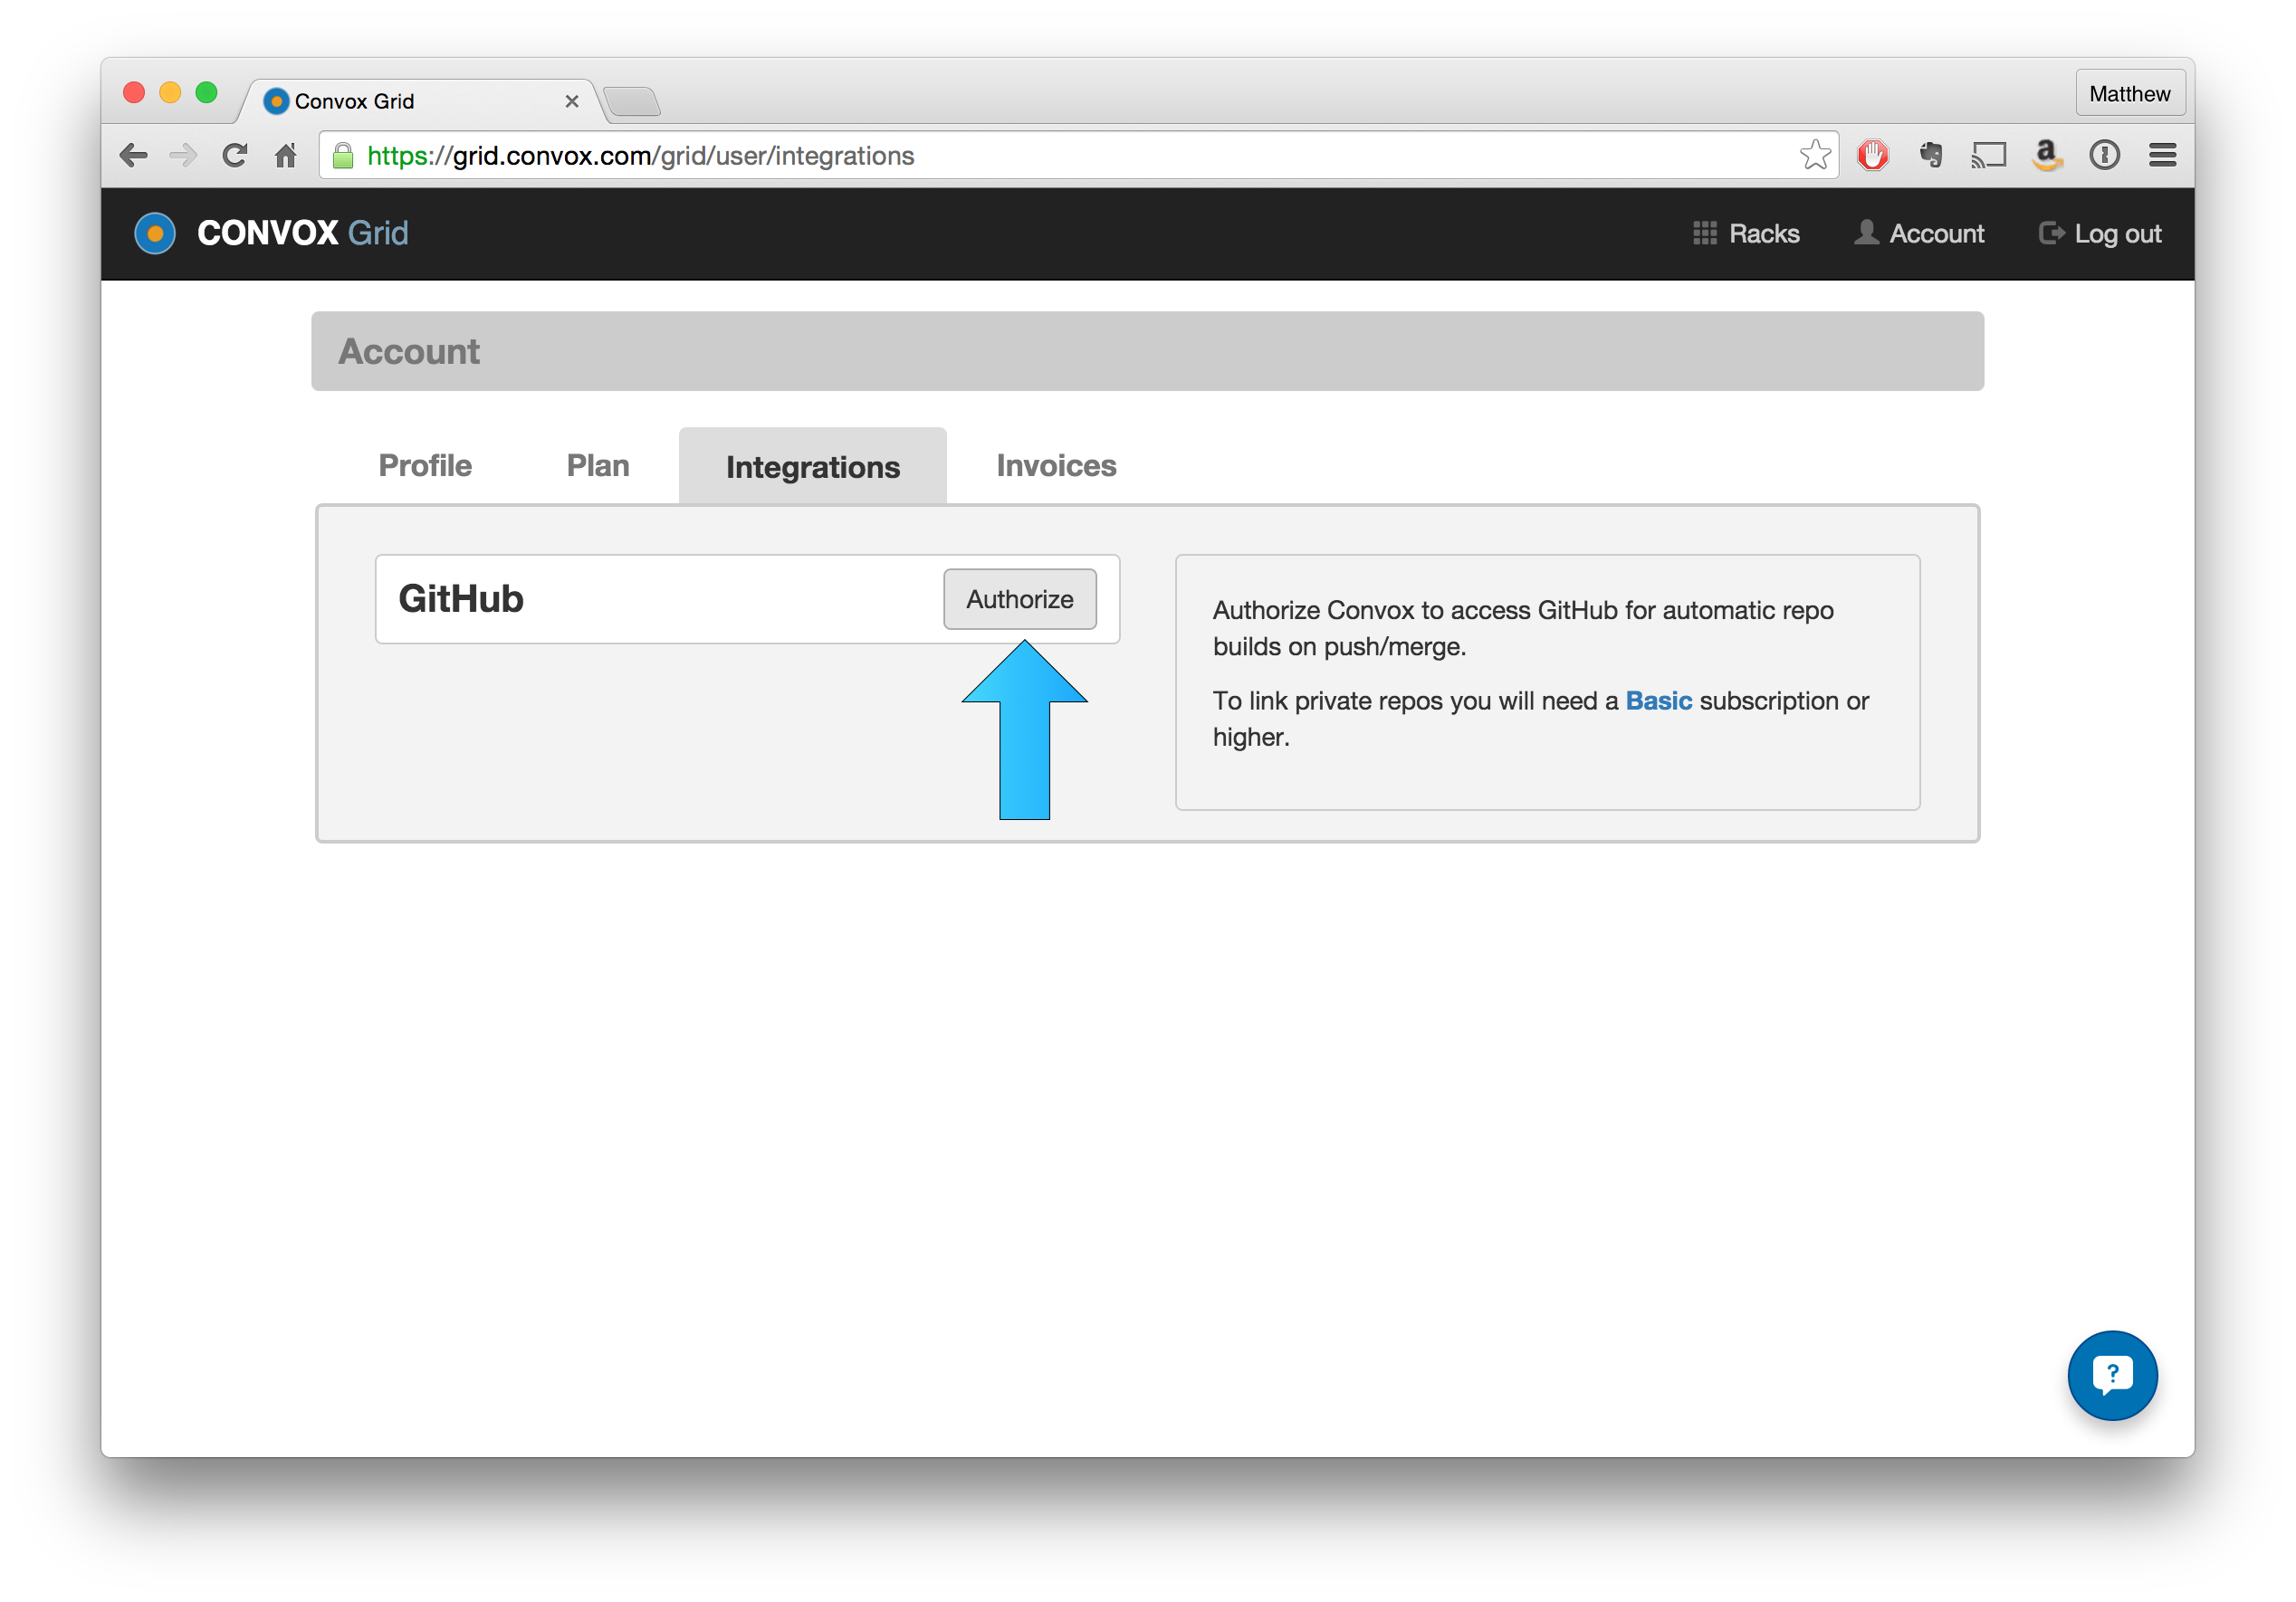 Convox Grid
Matthew
https://grid.convox.com/grid/user/integrations
CONVOX Grid
Racks
Account
Log out
Account
Profile
Plan
Integrations
Invoices
GitHub
Authorize
Authorize Convox to access GitHub for automatic repo
builds on push/merge.
To link private repos you will need a Basic subscription or
higher.